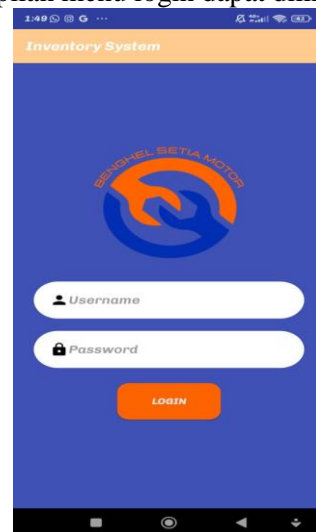 1:49
Inventory System
BENGHEL SETIA MOTOR
Username
Password
LOGIN